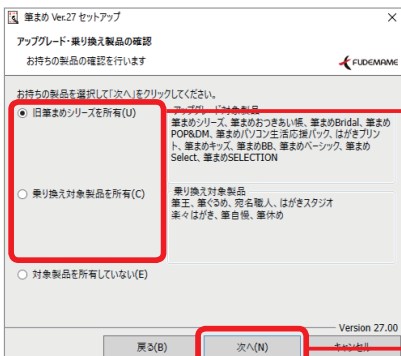 筆まめ Ver.27 セットアップ
アップグレード・乗り換え製品の確認
お持ちの製品の確認を行います
FUDEMAME
お持ちの製品を選択して「次へ」をクリックしてください。
旧筆まめシリーズを所有(U)
アップグレード対象製品
筆まめシリーズ、筆まめおつきあい帳、筆まめBridal、筆まめ
POP&DM、筆まめパソコン生活応援パック、はがきプリン
ト、筆まめキッズ、筆まめBB、筆まめベーシック、筆まめ
Select、筆まめSELECTION
乗り換え対象製品を所有(C)
乗り換え対象製品
筆王、筆ぐるめ、宛名職人、はがきスタジオ
楽々はがき、筆自慢、筆休め
対象製品を所有していない(E)
Version 27.00
戻る(B)
次へ(N)
キャンセル